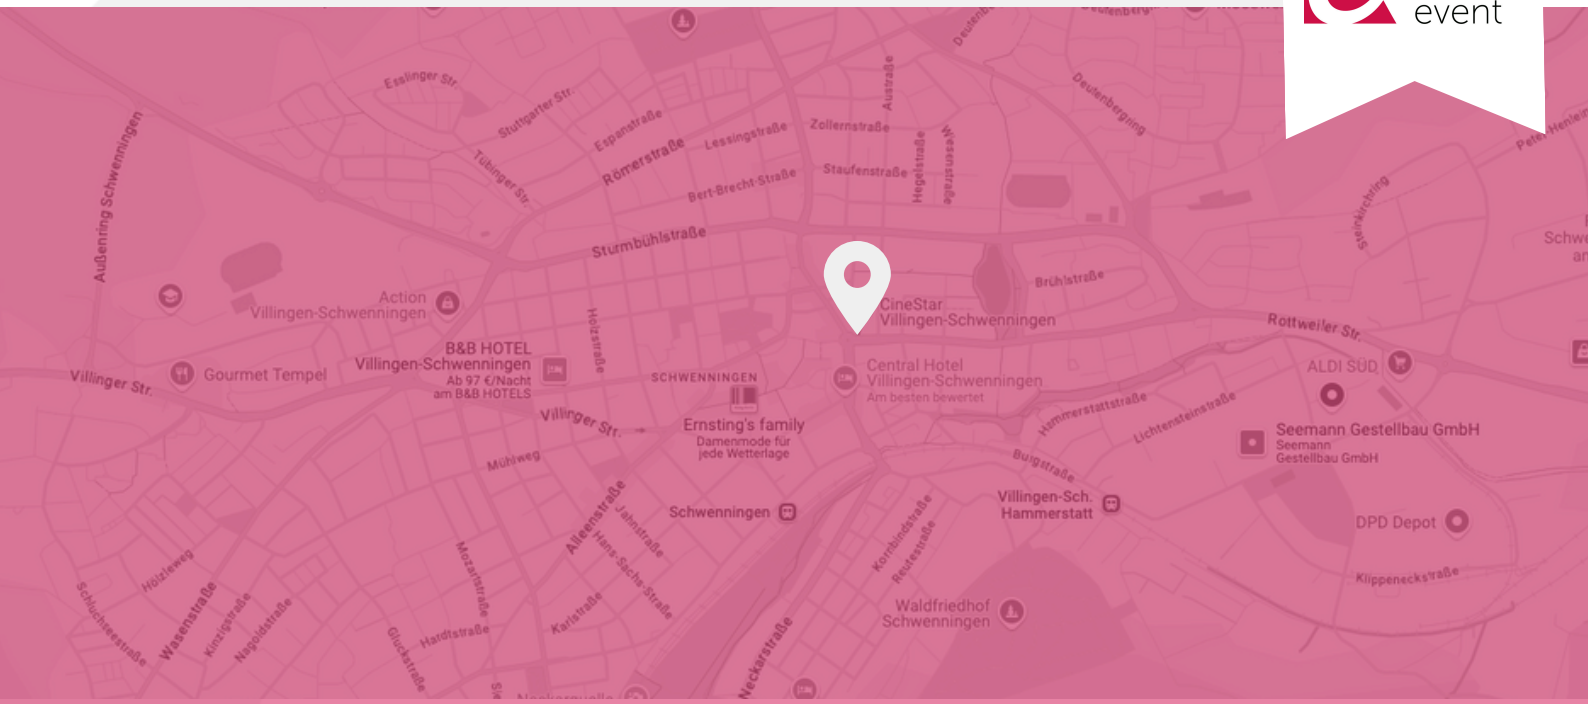 event
Esslinger Str.
Stuttgarter Str.
Espanstraße
Römerstraße
Lessingstraße
Zollernstraße
Austraße
Deutenbergring
Tübinger Str.
Bert-Brecht-Straße
Staufenstraße
Hegelstraße
Wiesenstraße
Außenring Schwenningen
Sturmbühlstraße
Steinkirchring
Brühlstraße
Action
Villingen-Schwenningen
CineStar
Villingen-Schwenningen
Rottweiler Str.
Holzstraße
B&B HOTEL
Villingen-Schwenningen
Ab 97 €/Nacht
am B&B HOTELS
Villinger Str.
Gourmet Tempel
SCHWENNINGEN
Central Hotel
Villingen-Schwenningen
Am besten bewertet
ALDI SÜD
Villinger Str.
Ernsting's family
Damenmode für
jede Wetterlage
Hammerstattstraße
Lichtensteinstraße
Seemann Gestellbau GmbH
Seemann
Gestellbau GmbH
Mühlweg
Burgstraße
Alleenstraße
Jahnstraße
Schwenningen
Villingen-Sch.
Hammerstatt
DPD Depot
Kornbindstraße
Reutestraße
Hans-Sachs-Straße
Hölzleweg
Mozartstraße
Klippeneckstraße
Schluchseestraße
Wasenstraße
Kinzigstraße
Nagoldstraße
Karlstraße
Waldfriedhof
Schwenningen
Gluckstraße
Hardtstraße
Neckarstraße